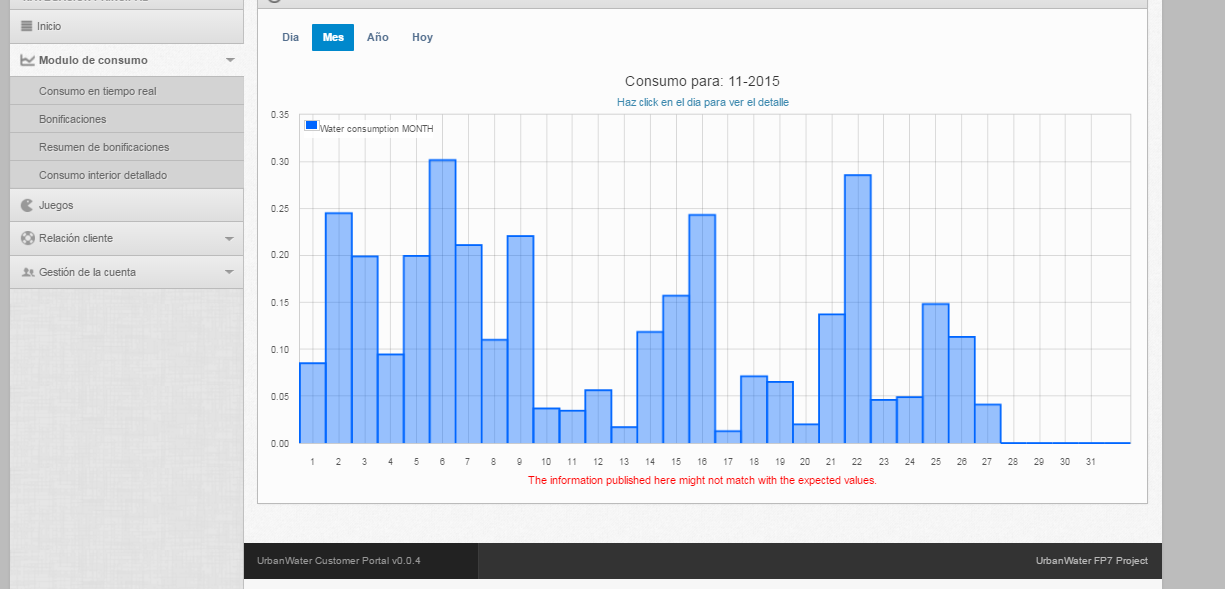 Inicio
Modulo de consumo
Consumo en tiempo real
Bonificaciones
Resumen de bonificaciones
Consumo interior detallado
Juegos
Relación cliente
Gestión de la cuenta
Dia Mes Año Hoy
Consumo para: 11-2015
Haz click en el dia para ver el detalle
Water consumption MONTH
0.35
0.30
0.25
0.20
0.15
0.10
0.05
0.00
1 2 3 4 5 6 7 8 9 10 11 12 13 14 15 16 17 18 19 20 21 22 23 24 25 26 27 28 29 30 31
The information published here might not match with the expected values.
UrbanWater Customer Portal v0.0.4
UrbanWater FP7 Project